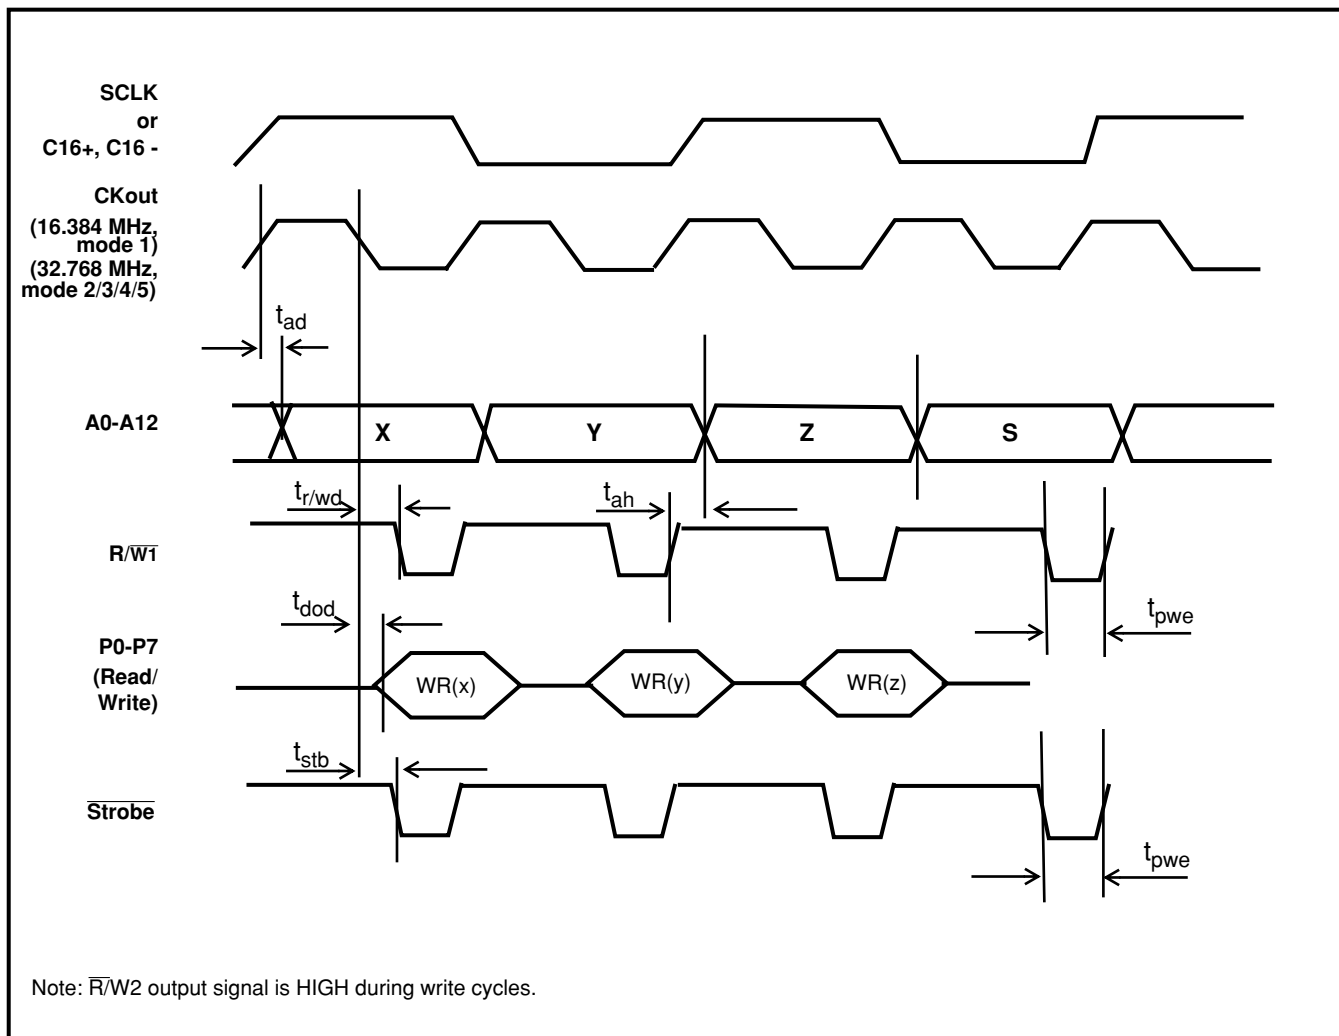 SCLK
or
C16+, C16 -
CKout
(16.384 MHz,
mode 1)
(32.768 MHz,
mode 2/3/4/5)
tad
A0-A12
X
Y
Z
S
tr/wd
tah
R/W1
tdod
tpwe
P0-P7
(Read/
Write)
WR(x)
WR(y)
WR(z)
tstb
Strobe
tpwe
Note: R/W2 output signal is HIGH during write cycles.